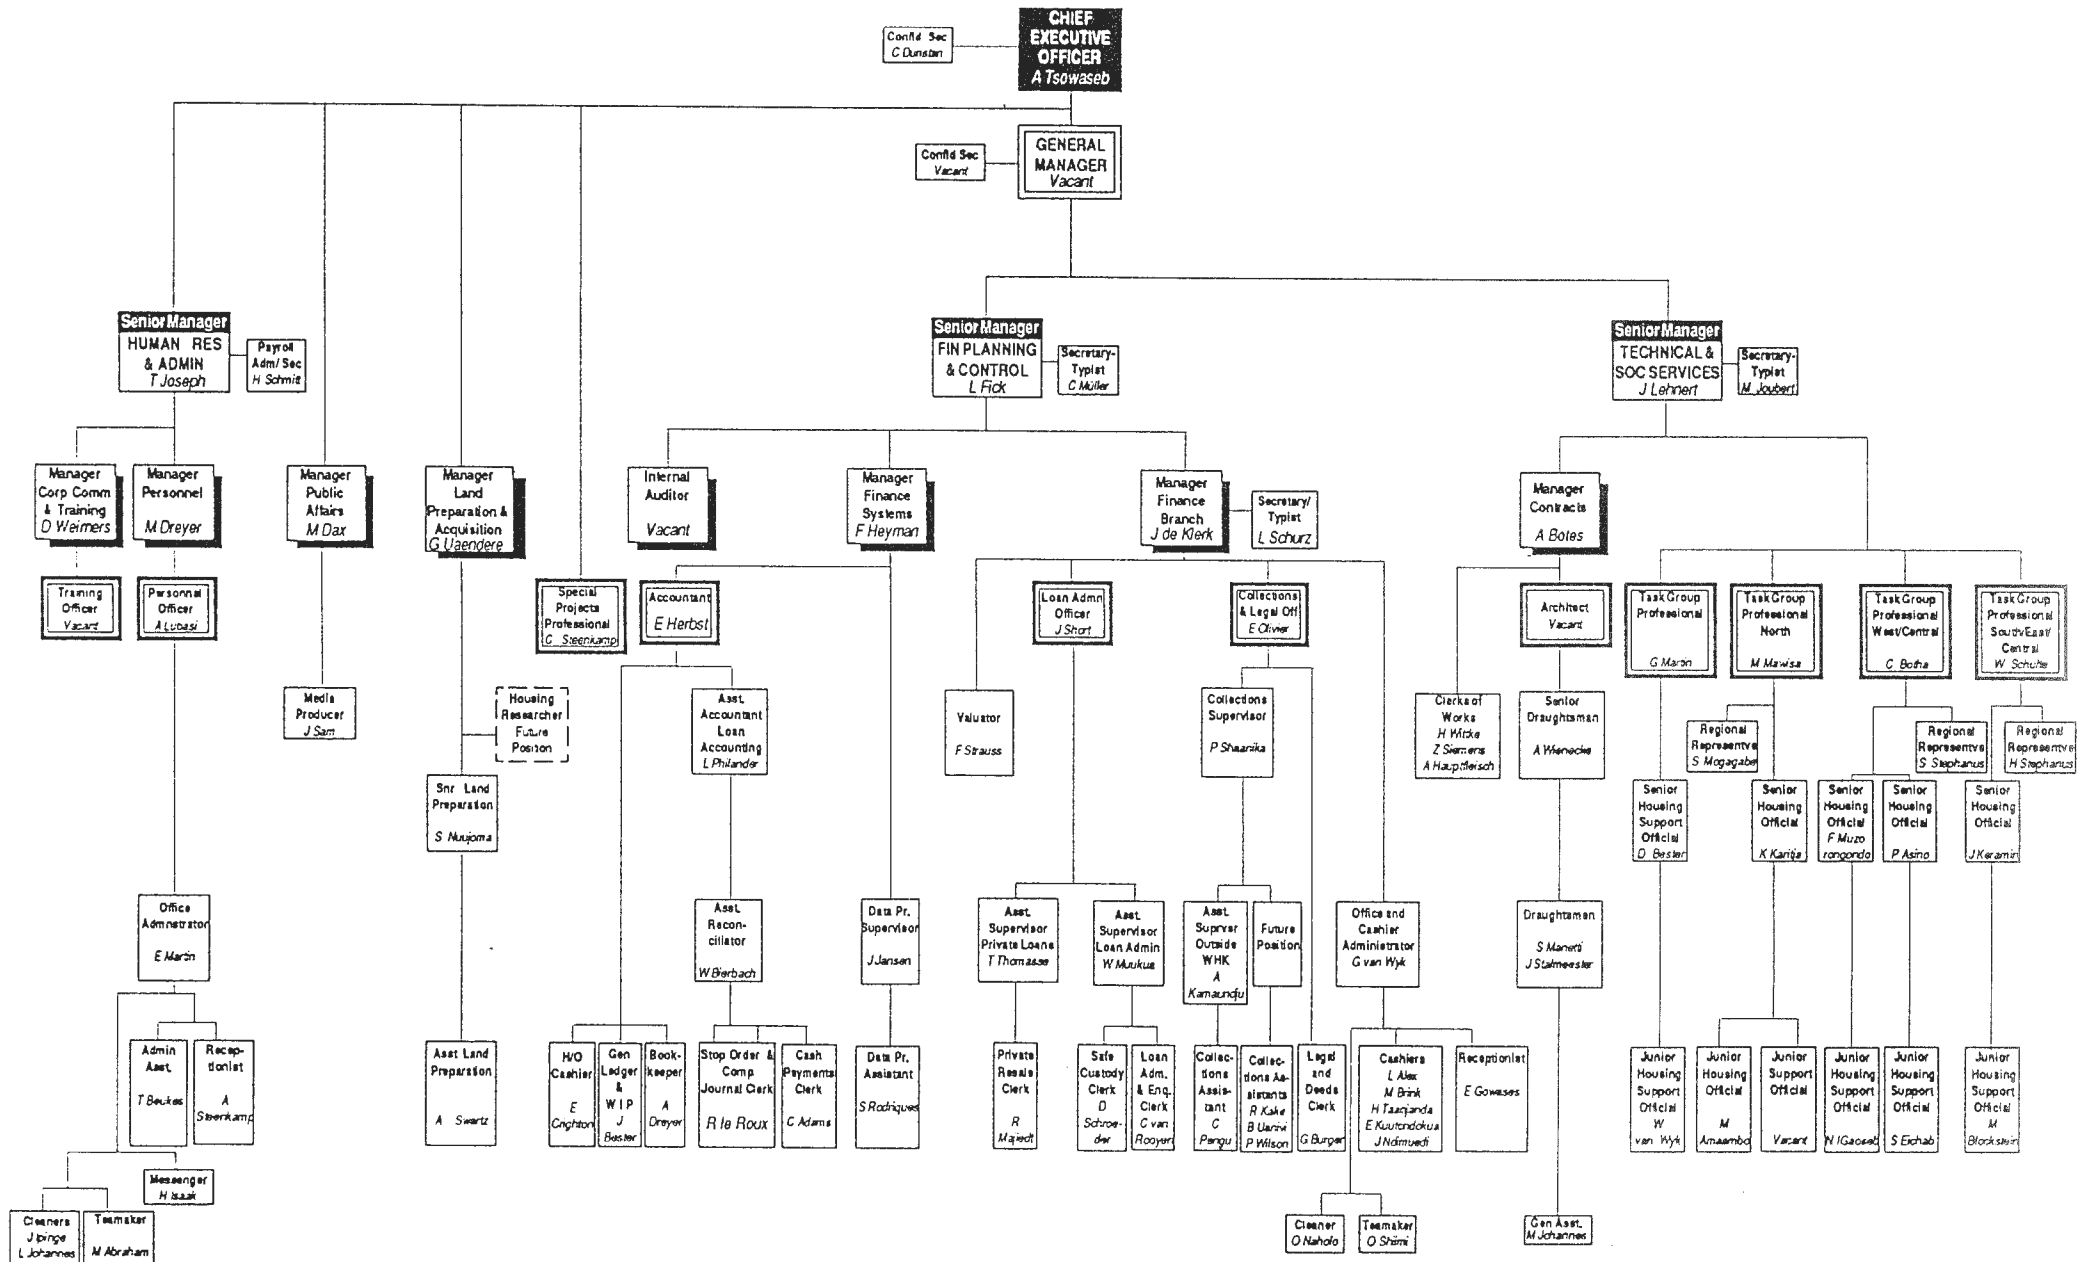 CHIEF
EXECUTIVE
OFFICER
A Tsowaseb
Confid Sec
C Dunstan
GENERAL
MANAGER
Vacant
Confid Sec
Vacant
Senior Manager
HUMAN RES
& ADMIN
T Joseph
Payroll
Adm/Sec
H Schmitt
Senior Manager
FIN PLANNING
& CONTROL
L Fick
Secretary-
Typist
C Müller
Senior Manager
TECHNICAL &
SOC SERVICES
J Lehnert
Secretary-
Typist
M Joubert
Manager
Corp Comm
& Training
D Weimers
Manager
Personnel
M Dreyer
Manager
Public
Affairs
M Dax
Manager
Land
Preparation &
Acquisition
G Uaendere
Internal
Auditor
Vacant
Manager
Finance
Systems
F Heyman
Manager
Finance
Branch
J de Klerk
Secretary/
Typist
L Schurz
Manager
Contracts
A Botes
Training
Officer
Vacant
Personnal
Officer
A Lubasi
Special
Projects
Professional
C Steenkamp
Accountant
E Herbst
Loan Admn
Officer
J Short
Collections
& Legal Off
E Olivier
Architect
Vacant
Task Group
Professional
G Martin
Task Group
Professional
North
M Mawisa
Task Group
Professional
West/Central
C Botha
Task Group
Professional
South/East/
Central
W Schulte
Media
Producer
J Sam
Housing
Researcher
Future
Position
Asst.
Accountant
Loan
Accounting
L Philander
Valuator
F Strauss
Collections
Supervisor
P Shaanika
Clerks of
Works
H Wittke
Z Siemens
A Hauptfleisch
Senior
Draughtsman
A Wienecke
Regional
Representve
S Mogagabe
Regional
Representve
S Stephanus
Regional
Representve
H Stephanus
Snr Land
Preparation
S Nuujoma
Senior
Housing
Support
Official
D Bester
Senior
Housing
Official
K Karitja
Senior
Housing
Official
F Muzo
rongondo
Senior
Housing
Official
P Asino
Senior
Housing
Official
J Keramin
Office
Admnstrator
E Martin
Asst.
Recon-
ciliator
W Bierbach
Data Pr.
Supervisor
J Jansen
Asst.
Supervisor
Private Loans
T Thomasse
Asst.
Supervisor
Loan Admin
W Muukua
Asst.
Suprvsr
Outside
WHK
A
Kamaundju
Future
Position
Office and
Cashier
Administrator
G van Wyk
Draughtsmen
S Manetti
J Stalmeester
Admin
Asst.
T Beukes
Recep-
tionist
A
Steenkamp
Asst Land
Preparation
A Swartz
H/O
Cashier
E
Crighton
Gen
Ledger
&
W I P
J
Bester
Book-
keeper
A
Dreyer
Stop Order &
Comp
Journal Clerk
R le Roux
Cash
Payments
Clerk
C Adams
Data Pr.
Assistant
S Rodriques
Private
Resale
Clerk
R
Majiedt
Safe
Custody
Clerk
D
Schroe-
der
Loan
Adm.
& Enq.
Clerk
C van
Rooyen
Collec-
tions
Assis-
tant
C
Pengu
Collec-
tions As-
sistants
R Kake
B Uanivi
P Wilson
Legal
and
Deeds
Clerk
G Burger
Cashiers
L Alex
M Brink
H Taanjanda
E Kuutondokua
J Ndimuedi
Receptionist
E Gowases
Junior
Housing
Support
Official
W
van Wyk
Junior
Housing
Official
M
Amaambo
Junior
Support
Official
Vacant
Junior
Housing
Support
Official
N !Gaoseb
Junior
Housing
Support
Official
S Eichab
Junior
Housing
Support
Official
M
Blockstein
Messenger
H Isaak
Cleaners
J Ipinge
L Johannes
Teamaker
M Abraham
Cleaner
O Naholo
Teamaker
O Shiimi
Gen Asst.
M Johannes